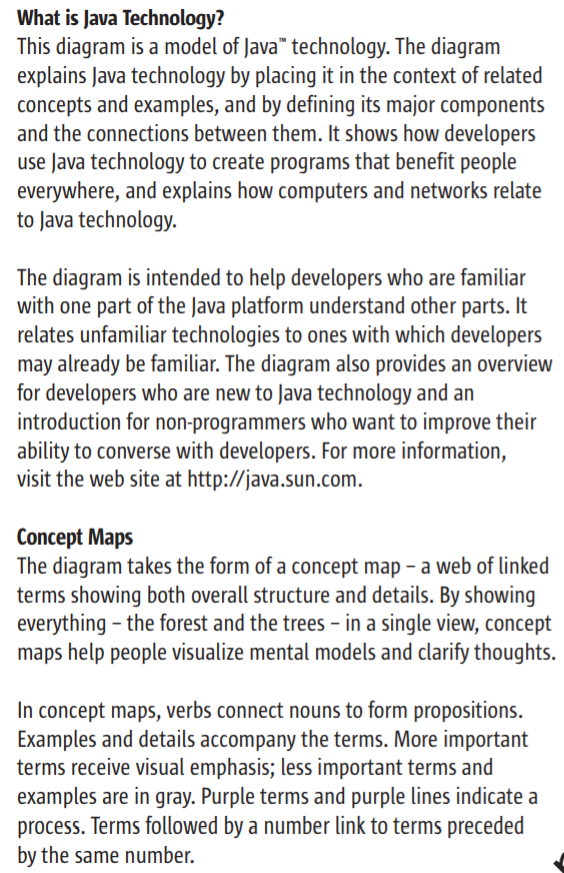 What is Java Technology?
This diagram is a model of Java™ technology. The diagram
explains Java technology by placing it in the context of related
concepts and examples, and by defining its major components
and the connections between them. It shows how developers
use Java technology to create programs that benefit people
everywhere, and explains how computers and networks relate
to Java technology.
The diagram is intended to help developers who are familiar
with one part of the Java platform understand other parts. It
relates unfamiliar technologies to ones with which developers
may already be familiar. The diagram also provides an overview
for developers who are new to Java technology and an
introduction for non-programmers who want to improve their
ability to converse with developers. For more information,
visit the web site at http://java.sun.com.
Concept Maps
The diagram takes the form of a concept map – a web of linked
terms showing both overall structure and details. By showing
everything – the forest and the trees – in a single view, concept
maps help people visualize mental models and clarify thoughts.
In concept maps, verbs connect nouns to form propositions.
Examples and details accompany the terms. More important
terms receive visual emphasis; less important terms and
examples are in gray. Purple terms and purple lines indicate a
process. Terms followed by a number link to terms preceded
by the same number.